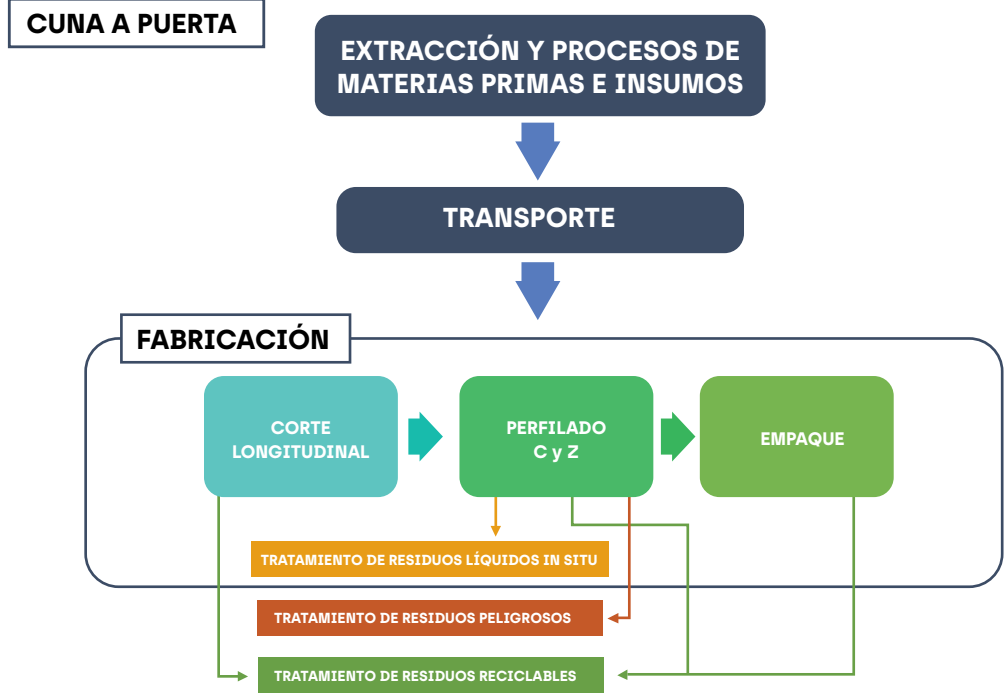 CUNA A PUERTA
EXTRACCIÓN Y PROCESOS DE
MATERIAS PRIMAS E INSUMOS
TRANSPORTE
FABRICACIÓN
CORTE
LONGITUDINAL
PERFILADO
C y Z
EMPAQUE
TRATAMIENTO DE RESIDUOS LÍQUIDOS IN SITU
TRATAMIENTO DE RESIDUOS PELIGROSOS
TRATAMIENTO DE RESIDUOS RECICLABLES